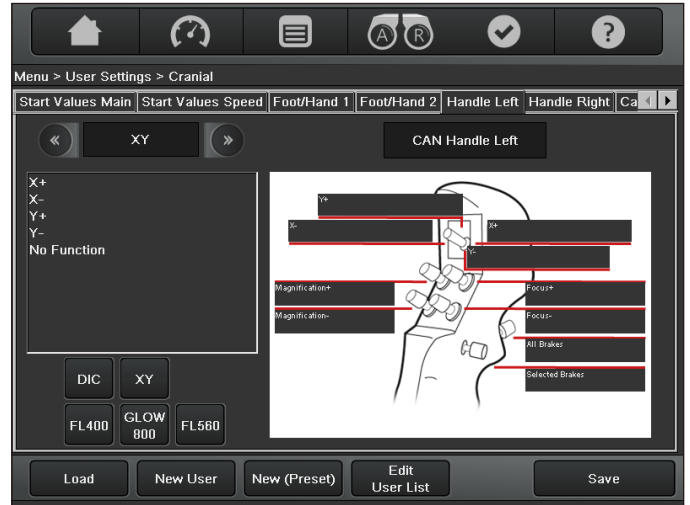 A R ?
Menu > User Settings > Cranial
Start Values Main Start Values Speed Foot/Hand 1 Foot/Hand 2 Handle Left Handle Right Ca
« XY »
CAN Handle Left
X+
X-
Y+
Y-
No Function
Y+
X- X+
Y-
Magnification+ Focus+
Magnification- Focus-
All Brakes
Selected Brakes
DIC XY
FL400 GLOW 800 FL560
Load New User New (Preset) Edit User List Save